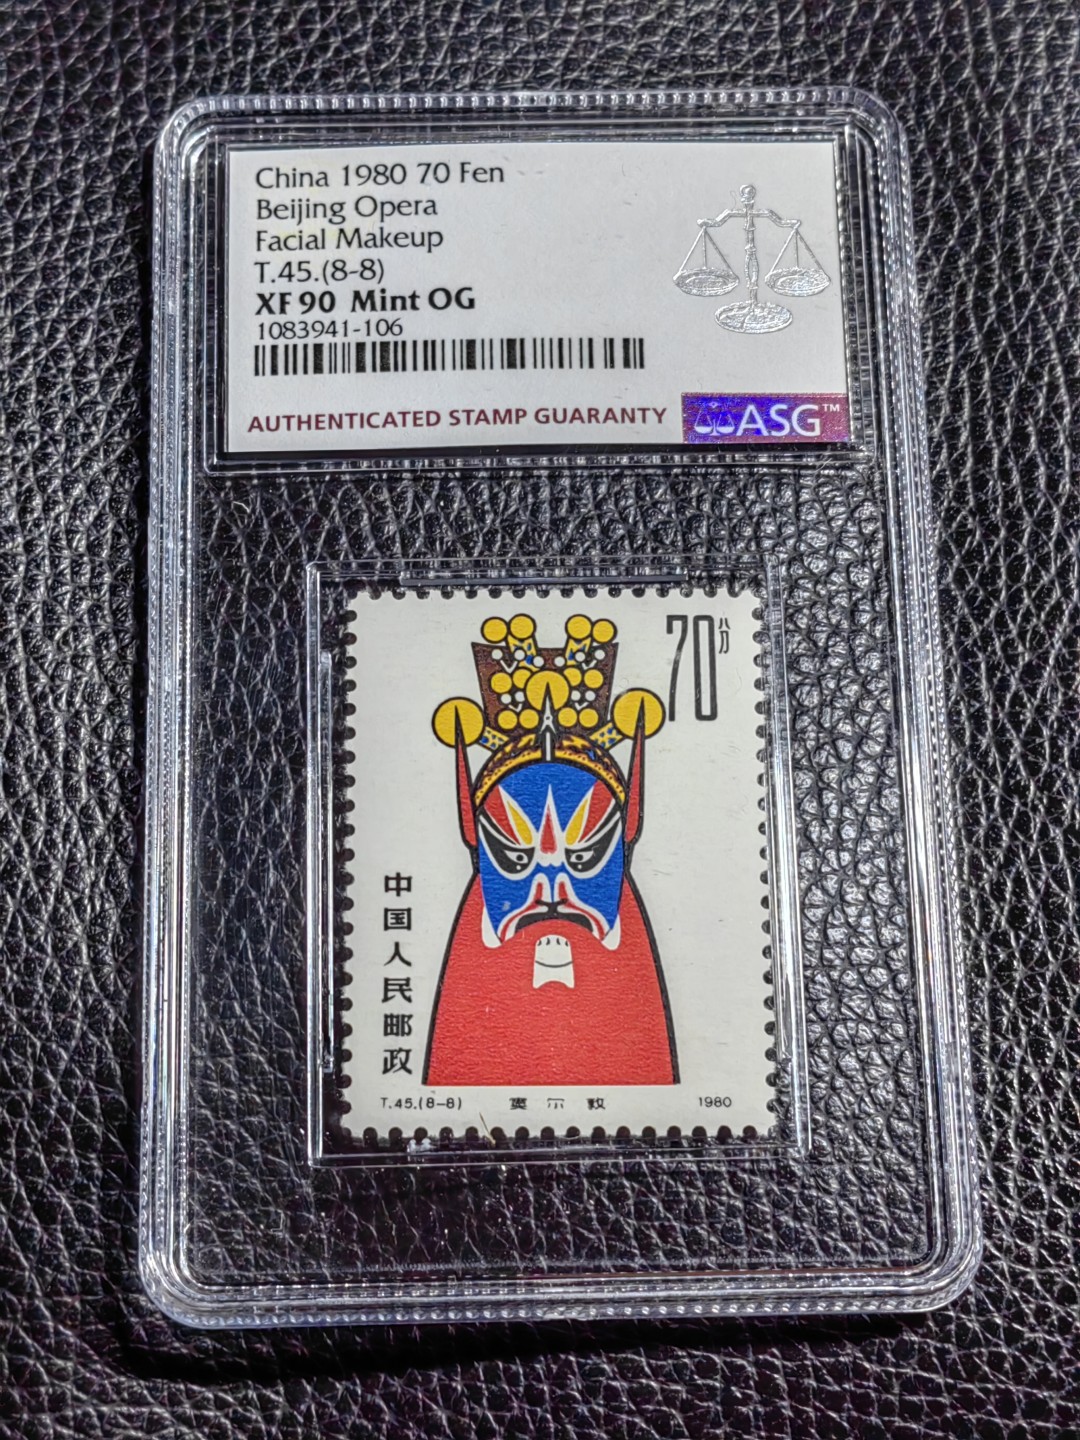 China 1980 70 Fen
Beijing Opera
Facial Makeup
T.45.(8-8)
XF 90 Mint OG
1083941-106
AUTHENTICATED STAMP GUARANTY
ASG™
70分
中国人民邮政
T.45.(8-8) 窦尔敦 1980